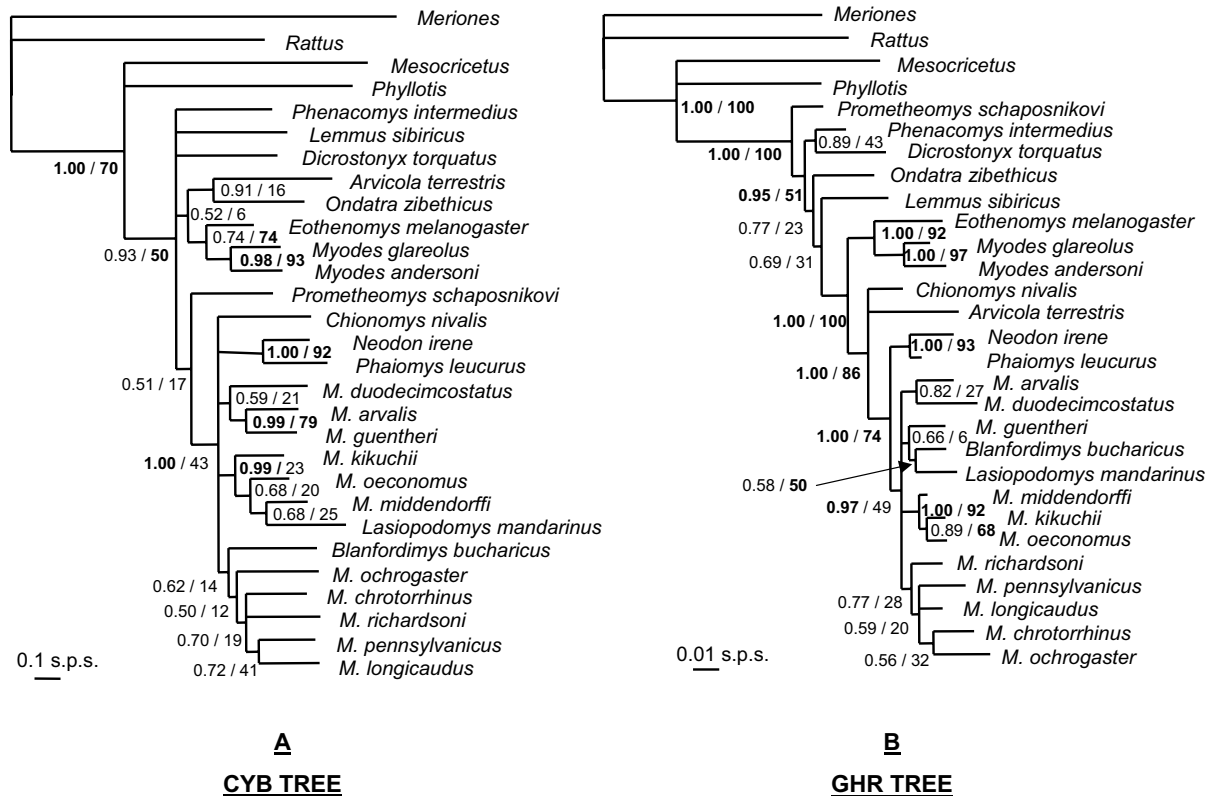 Meriones
Rattus
Mesocricetus
Phyllotis
Phenacomys intermedius
Lemmus sibiricus
1.00 / 70
Dicrostonyx torquatus
Arvicola terrestris
0.91 / 16
Ondatra zibethicus
0.52 / 6
Eothenomys melanogaster
0.74 / 74
Myodes glareolus
0.93 / 50
0.98 / 93
Myodes andersoni
Prometheomys schaposnikovi
Chionomys nivalis
Neodon irene
1.00 / 92
Phaiomys leucurus
0.51 / 17
M. duodecimcostatus
0.59 / 21
M. arvalis
0.99 / 79
M. guentheri
M. kikuchii
1.00 / 43
0.99 / 23
M. oeconomus
0.68 / 20
M. middendorffi
0.68 / 25
Lasiopodomys mandarinus
Blanfordimys bucharicus
0.62 / 14
M. ochrogaster
0.50 / 12
M. chrotorrhinus
M. richardsoni
0.70 / 19
M. pennsylvanicus
0.72 / 41
M. longicaudus
0.1 s.p.s.
A
CYB TREE
Meriones
Rattus
Mesocricetus
Phyllotis
1.00 / 100
Prometheomys schaposnikovi
Phenacomys intermedius
0.89 / 43
1.00 / 100
Dicrostonyx torquatus
Ondatra zibethicus
0.95 / 51
Lemmus sibiricus
0.77 / 23
Eothenomys melanogaster
1.00 / 92
Myodes glareolus
0.69 / 31
1.00 / 97
Myodes andersoni
Chionomys nivalis
Arvicola terrestris
1.00 / 100
Neodon irene
1.00 / 93
Phaiomys leucurus
1.00 / 86
M. arvalis
0.82 / 27
M. duodecimcostatus
M. guentheri
1.00 / 74
0.66 / 6
Blanfordimys bucharicus
Lasiopodomys mandarinus
0.58 / 50
M. middendorffi
0.97 / 49
1.00 / 92
M. kikuchii
0.89 / 68
M. oeconomus
M. richardsoni
0.77 / 28
M. pennsylvanicus
M. longicaudus
0.59 / 20
M. chrotorrhinus
0.56 / 32
M. ochrogaster
0.01 s.p.s.
B
GHR TREE